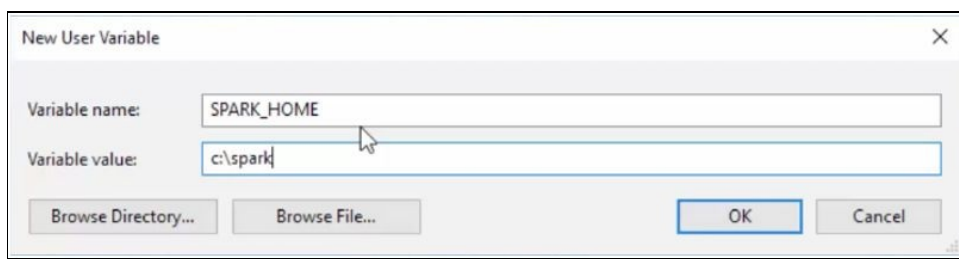 New User Variable
Variable name: SPARK_HOME
Variable value: c:\spark
Browse Directory... Browse File... OK Cancel